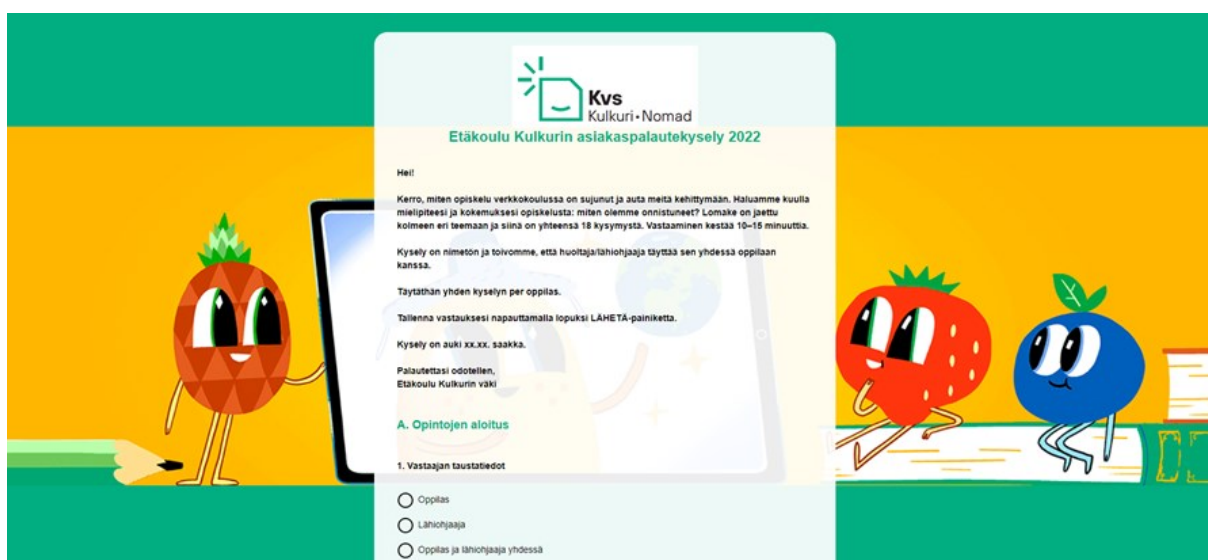 Kvs
Kulkuri•Nomad
Etäkoulu Kulkurin asiakaspalautekysely 2022
Hei!
Kerro, miten opiskelu verkkokoulussa on sujunut ja auta meitä kehittymään. Haluamme kuulla
mielipiteesi ja kokemuksesi opiskelusta: miten olemme onnistuneet? Lomake on jaettu
kolmeen eri teemaan ja siinä on yhteensä 18 kysymystä. Vastaaminen kestää 10–15 minuuttia.
Kysely on nimetön ja toivomme, että huoltaja/lähiohjaaja täyttää sen yhdessä oppilaan
kanssa.
Täytäthän yhden kyselyn per oppilas.
Tallenna vastauksesi napauttamalla lopuksi LÄHETÄ-painiketta.
Kysely on auki xx.xx. saakka.
Palautettasi odotellen,
Etäkoulu Kulkurin väki
A. Opintojen aloitus
1. Vastaajan taustatiedot
Oppilas
Lähiohjaaja
Oppilas ja lähiohjaaja yhdessä